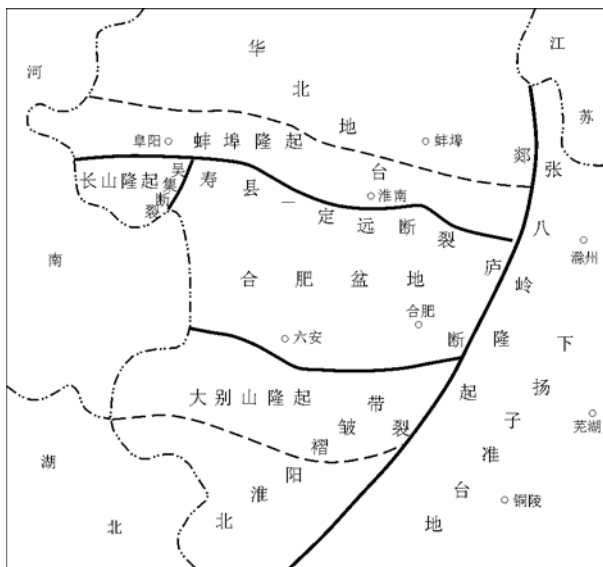 华北地台
江苏
河南
湖北
蚌埠隆起
阜阳
蚌埠
长山隆起
吴集断裂
寿县—定远断裂
淮南
郯庐断裂
张八岭隆起
滁州
合肥盆地
合肥
六安
下扬子准地台
大别山隆起
北淮阳褶皱带
芜湖
铜陵